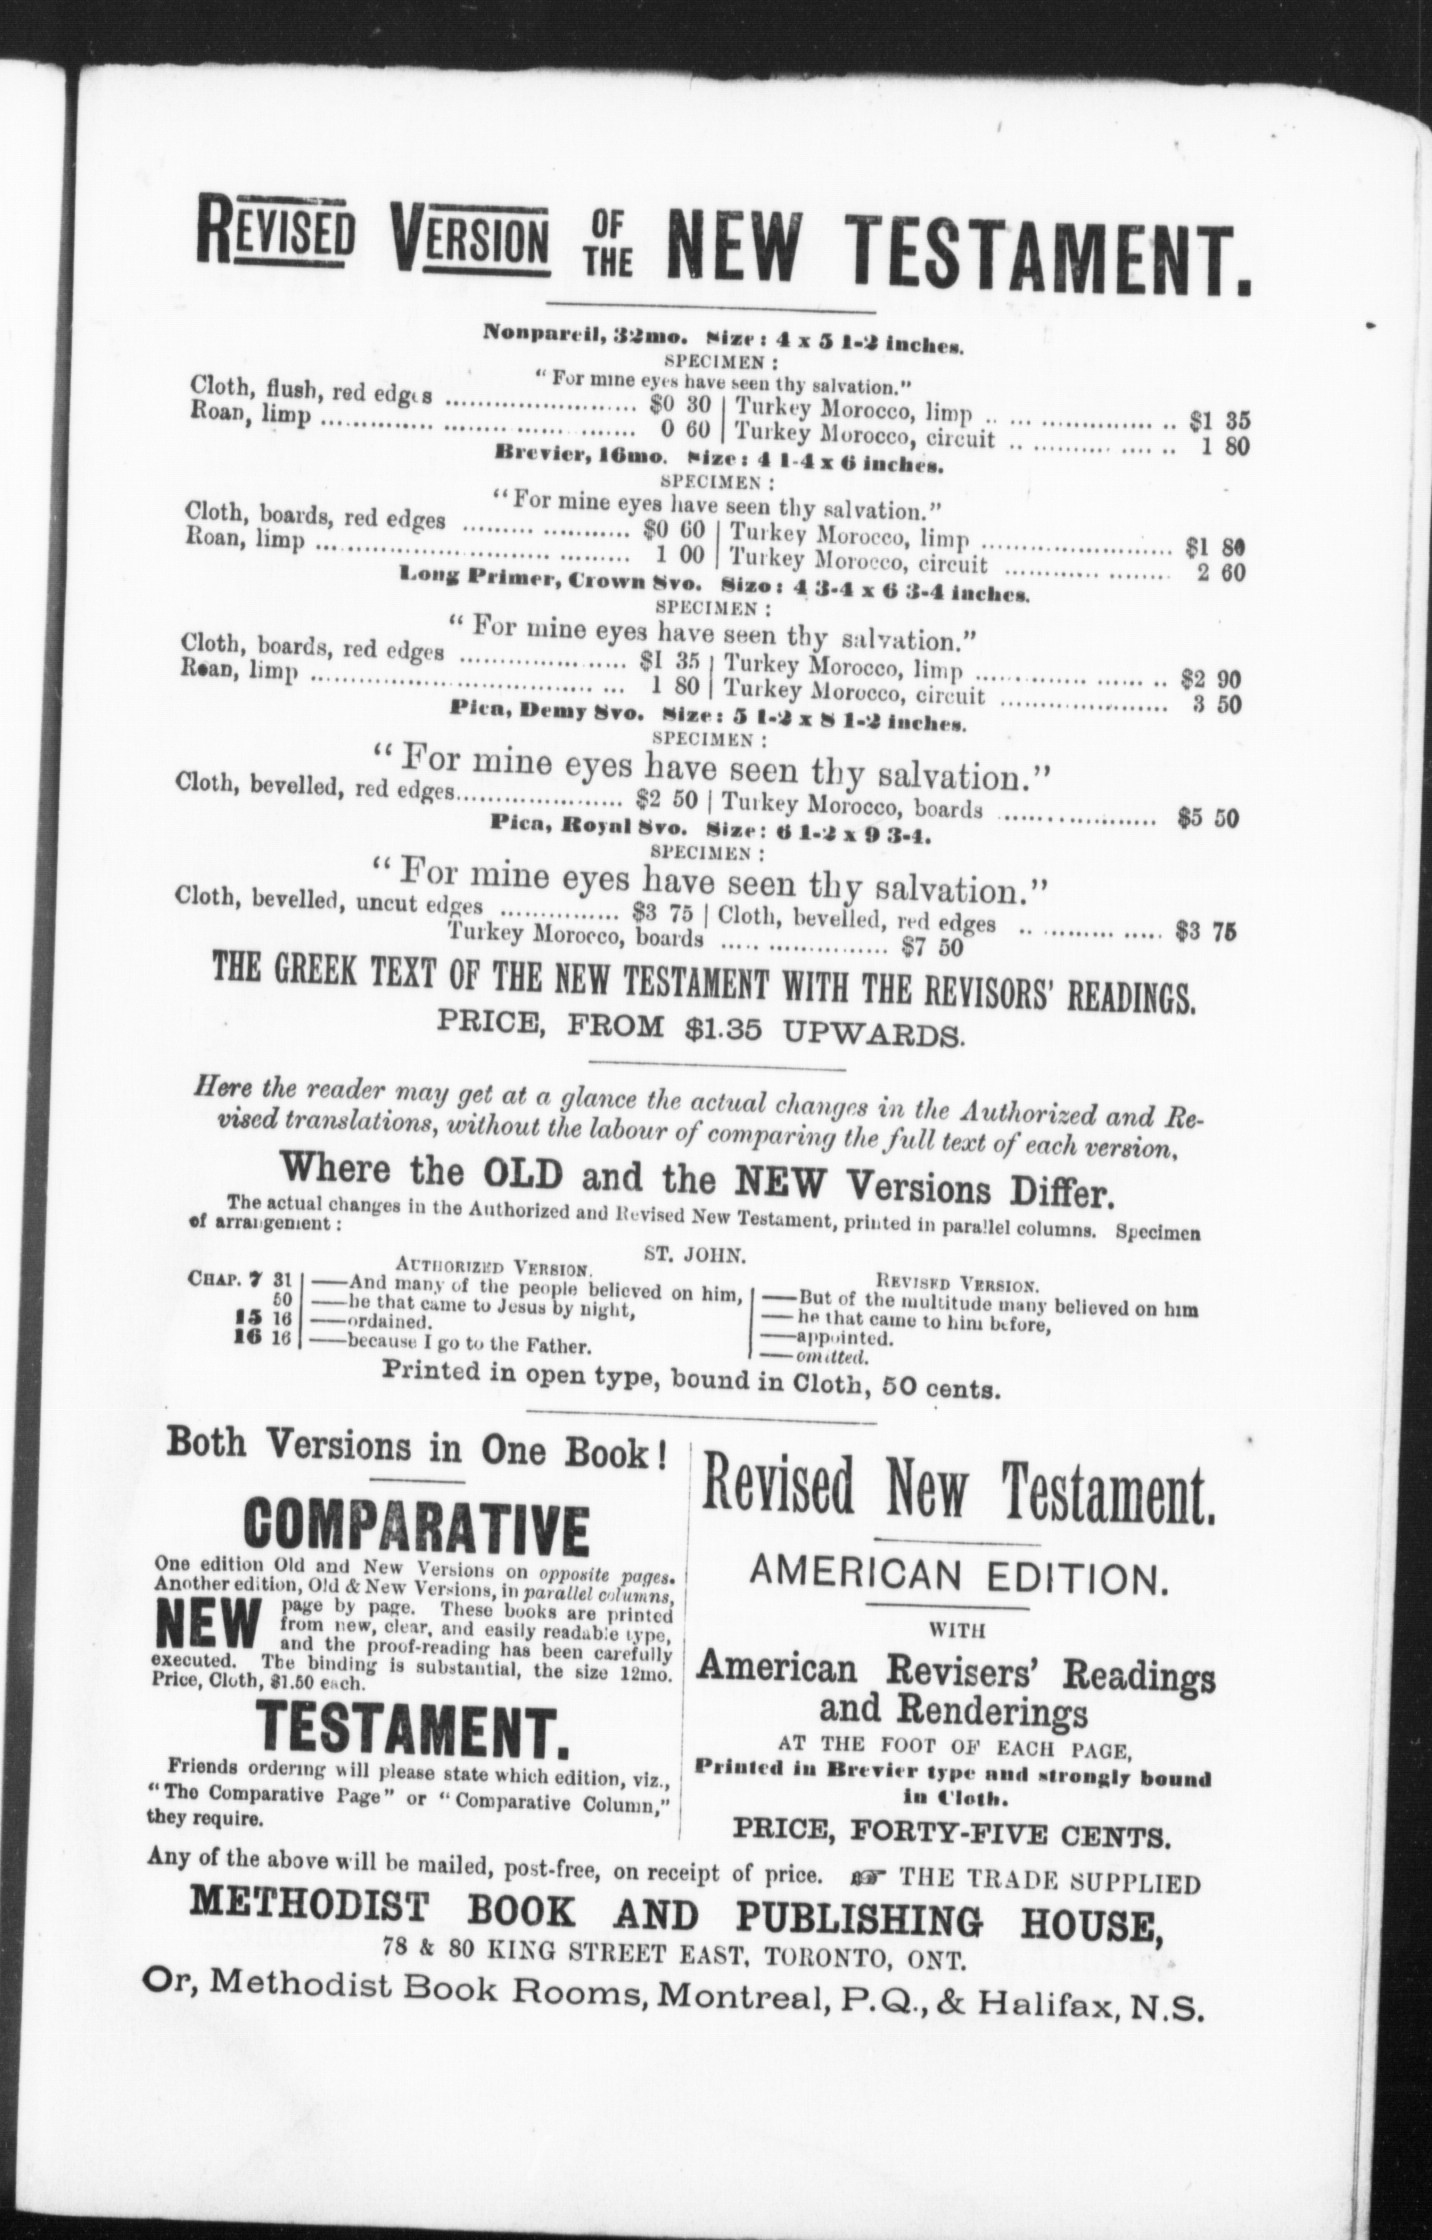 REVISED VERSION OF THE NEW TESTAMENT.
Nonpareil, 32mo. Size: 4 x 5 1-2 inches.
SPECIMEN:
"For mine eyes have seen thy salvation."
Cloth, flush, red edges ........ $0 30 | Turkey Morocco, limp ........ $1 35
Roan, limp ........ 0 60 | Turkey Morocco, circuit ........ 1 80
Brevier, 16mo. Size: 4 1-4 x 6 inches.
SPECIMEN:
"For mine eyes have seen thy salvation."
Cloth, boards, red edges ........ $0 60 | Turkey Morocco, limp ........ $1 80
Roan, limp ........ 1 00 | Turkey Morocco, circuit ........ 2 60
Long Primer, Crown 8vo. Size: 4 3-4 x 6 3-4 inches.
SPECIMEN:
"For mine eyes have seen thy salvation."
Cloth, boards, red edges ........ $1 35 | Turkey Morocco, limp ........ $2 90
Roan, limp ........ 1 80 | Turkey Morocco, circuit ........ 3 50
Pica, Demy 8vo. Size: 5 1-2 x 8 1-2 inches.
SPECIMEN:
"For mine eyes have seen thy salvation."
Cloth, bevelled, red edges ........ $2 50 | Turkey Morocco, boards ........ $5 50
Pica, Royal 8vo. Size: 6 1-2 x 9 3-4.
SPECIMEN:
"For mine eyes have seen thy salvation."
Cloth, bevelled, uncut edges ........ $3 75 | Cloth, bevelled, red edges ........ $3 75
Turkey Morocco, boards ........ $7 50
THE GREEK TEXT OF THE NEW TESTAMENT WITH THE REVISORS' READINGS.
PRICE, FROM $1.35 UPWARDS.
Here the reader may get at a glance the actual changes in the Authorized and Re-
vised translations, without the labour of comparing the full text of each version,
Where the OLD and the NEW Versions Differ.
The actual changes in the Authorized and Revised New Testament, printed in parallel columns. Specimen
of arrangement:
ST. JOHN.
AUTHORIZED VERSION. REVISED VERSION.
CHAP. 7 31 | ——And many of the people believed on him, | ——But of the multitude many believed on him
50 | ——he that came to Jesus by night, | ——he that came to him before,
15 16 | ——ordained. | ——appointed.
16 16 | ——because I go to the Father. | ——omitted.
Printed in open type, bound in Cloth, 50 cents.
Both Versions in One Book!
COMPARATIVE
One edition Old and New Versions on opposite pages.
Another edition, Old & New Versions, in parallel columns,
NEW page by page. These books are printed
from new, clear, and easily readable type,
and the proof-reading has been carefully
executed. The binding is substantial, the size 12mo.
Price, Cloth, $1.50 each.
TESTAMENT.
Friends ordering will please state which edition, viz.,
"The Comparative Page" or "Comparative Column,"
they require.
Revised New Testament.
AMERICAN EDITION.
WITH
American Revisers' Readings
and Renderings
AT THE FOOT OF EACH PAGE,
Printed in Brevier type and strongly bound
in Cloth.
PRICE, FORTY-FIVE CENTS.
Any of the above will be mailed, post-free, on receipt of price. ☞ THE TRADE SUPPLIED
METHODIST BOOK AND PUBLISHING HOUSE,
78 & 80 KING STREET EAST, TORONTO, ONT.
Or, Methodist Book Rooms, Montreal, P.Q., & Halifax, N.S.